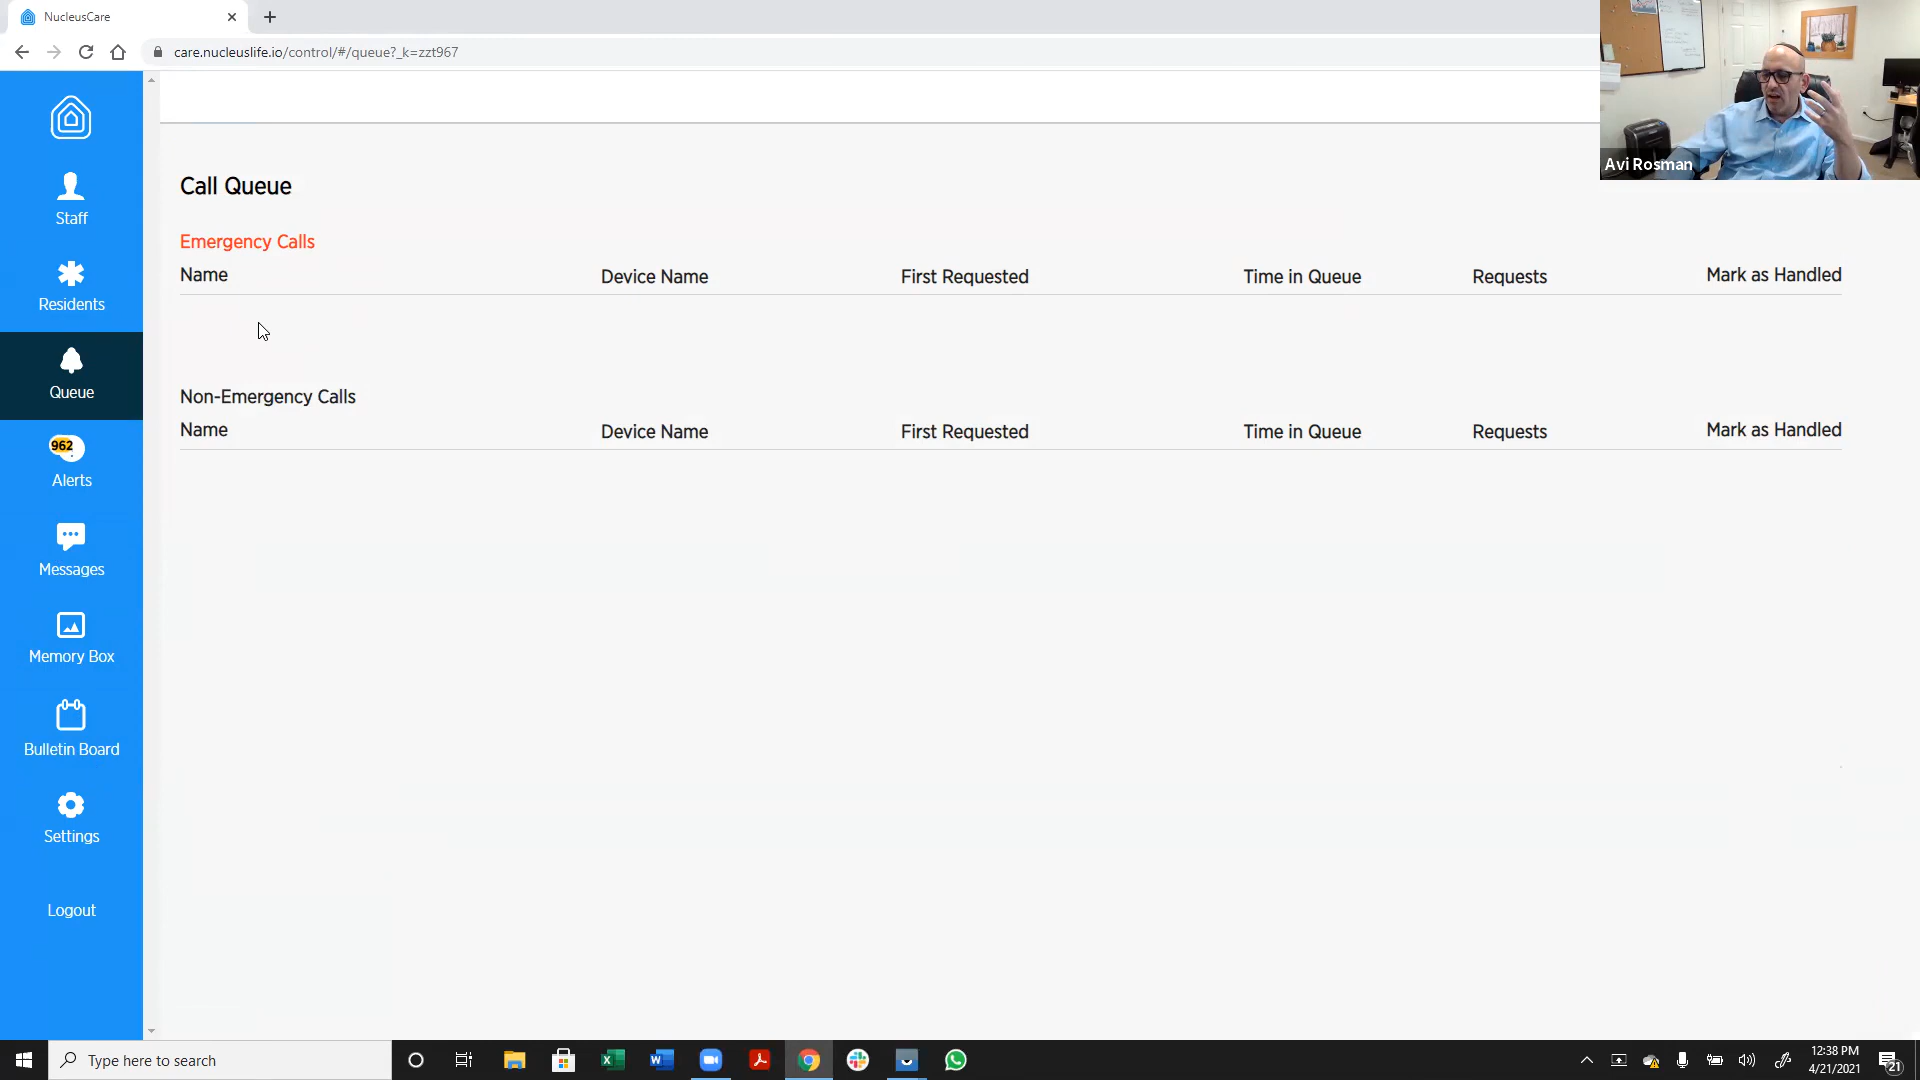 NucleusCare
care.nucleuslife.io/control/#/queue?_k=zzt967
Avi Rosman
Staff
Residents
Queue
962
Alerts
Messages
Memory Box
Bulletin Board
Settings
Logout
Call Queue
Emergency Calls
Name Device Name First Requested Time in Queue Requests Mark as Handled
Non-Emergency Calls
Name Device Name First Requested Time in Queue Requests Mark as Handled
Type here to search
12:38 PM
4/21/2021
21